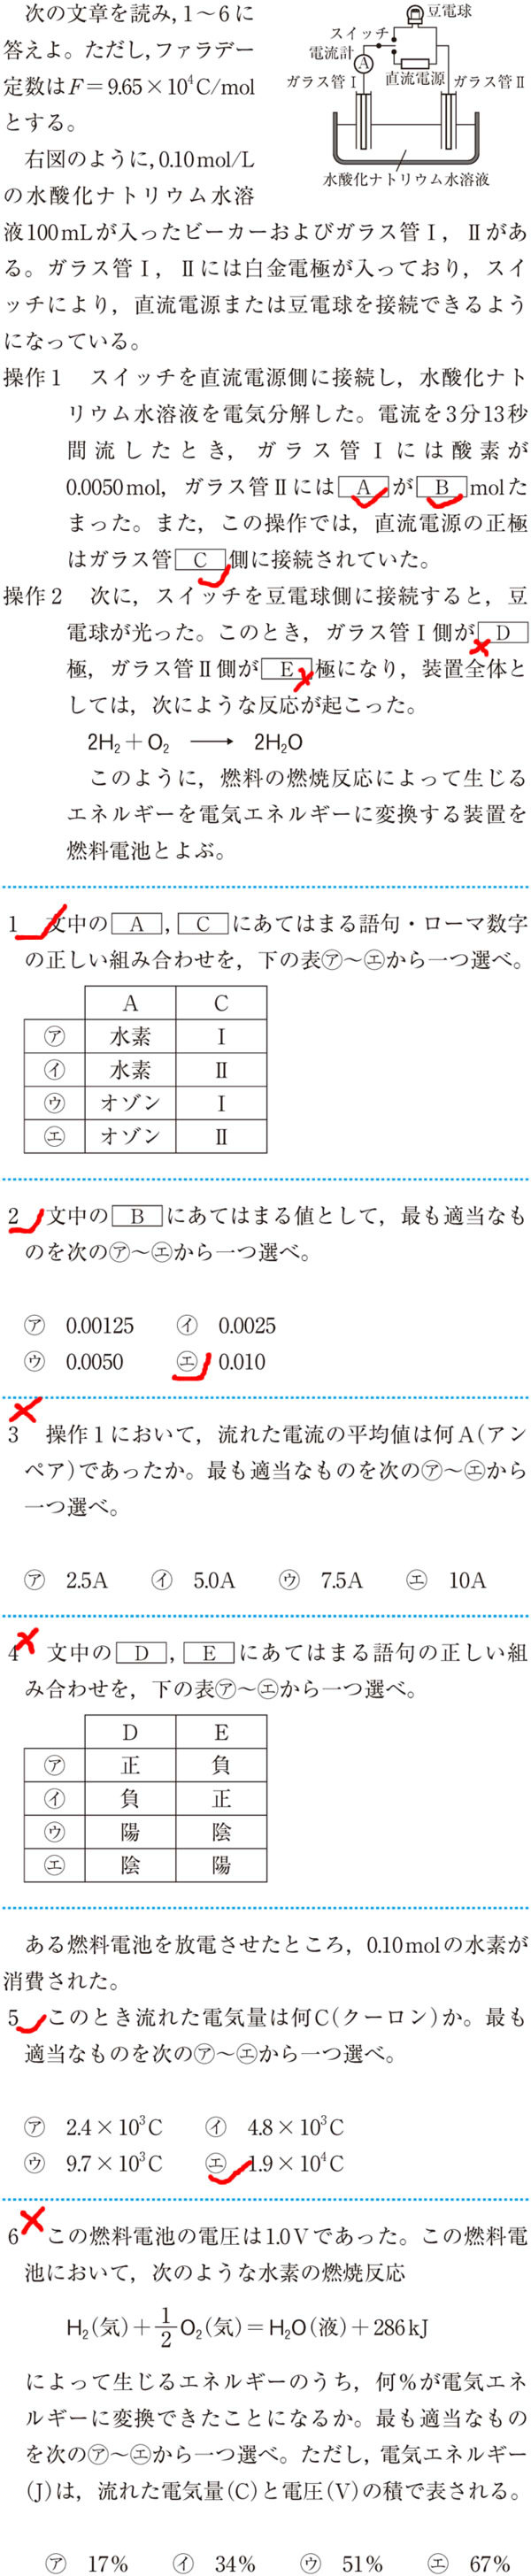 次の文章を読み，1～6に
答えよ。ただし，ファラデー
定数はF＝9.65×10⁴C/mol
とする。
右図のように，0.10mol/L
の水酸化ナトリウム水溶
豆電球
スイッチ
電流計
A
ガラス管Ⅰ
直流電源
ガラス管Ⅱ
水酸化ナトリウム水溶液
液100mLが入ったビーカーおよびガラス管Ⅰ，Ⅱがあ
る。ガラス管Ⅰ，Ⅱには白金電極が入っており，スイ
ッチにより，直流電源または豆電球を接続できるよう
になっている。
操作1 スイッチを直流電源側に接続し，水酸化ナト
リウム水溶液を電気分解した。電流を3分13秒
間流したとき，ガラス管Ⅰには酸素が
0.0050mol，ガラス管Ⅱには A が B molた
まった。また，この操作では，直流電源の正極
はガラス管 C 側に接続されていた。
操作2 次に，スイッチを豆電球側に接続すると，豆
電球が光った。このとき，ガラス管Ⅰ側が D
極，ガラス管Ⅱ側が E 極になり，装置全体と
しては，次にような反応が起こった。
2H₂＋O₂ ⟶ 2H₂O
このように，燃料の燃焼反応によって生じる
エネルギーを電気エネルギーに変換する装置を
燃料電池とよぶ。
1 文中の A ， C にあてはまる語句・ローマ数字
の正しい組み合わせを，下の表㋐～㋓から一つ選べ。
A C
㋐ 水素 Ⅰ
㋑ 水素 Ⅱ
㋒ オゾン Ⅰ
㋓ オゾン Ⅱ
2 文中の B にあてはまる値として，最も適当なも
のを次の㋐～㋓から一つ選べ。
㋐ 0.00125 ㋑ 0.0025
㋒ 0.0050 ㋓ 0.010
3 操作1において，流れた電流の平均値は何A(アン
ペア)であったか。最も適当なものを次の㋐～㋓から
一つ選べ。
㋐ 2.5A ㋑ 5.0A ㋒ 7.5A ㋓ 10A
4 文中の D ， E にあてはまる語句の正しい組
み合わせを，下の表㋐～㋓から一つ選べ。
D E
㋐ 正 負
㋑ 負 正
㋒ 陽 陰
㋓ 陰 陽
ある燃料電池を放電させたところ，0.10molの水素が
消費された。
5 このとき流れた電気量は何C(クーロン)か。最も
適当なものを次の㋐～㋓から一つ選べ。
㋐ 2.4×10³C ㋑ 4.8×10³C
㋒ 9.7×10³C ㋓ 1.9×10⁴C
6 この燃料電池の電圧は1.0Vであった。この燃料電
池において，次のような水素の燃焼反応
H₂(気)＋1/2O₂(気)＝H₂O(液)＋286kJ
によって生じるエネルギーのうち，何％が電気エネ
ルギーに変換できたことになるか。最も適当なもの
を次の㋐～㋓から一つ選べ。ただし，電気エネルギー
(J)は，流れた電気量(C)と電圧(V)の積で表される。
㋐ 17% ㋑ 34% ㋒ 51% ㋓ 67%